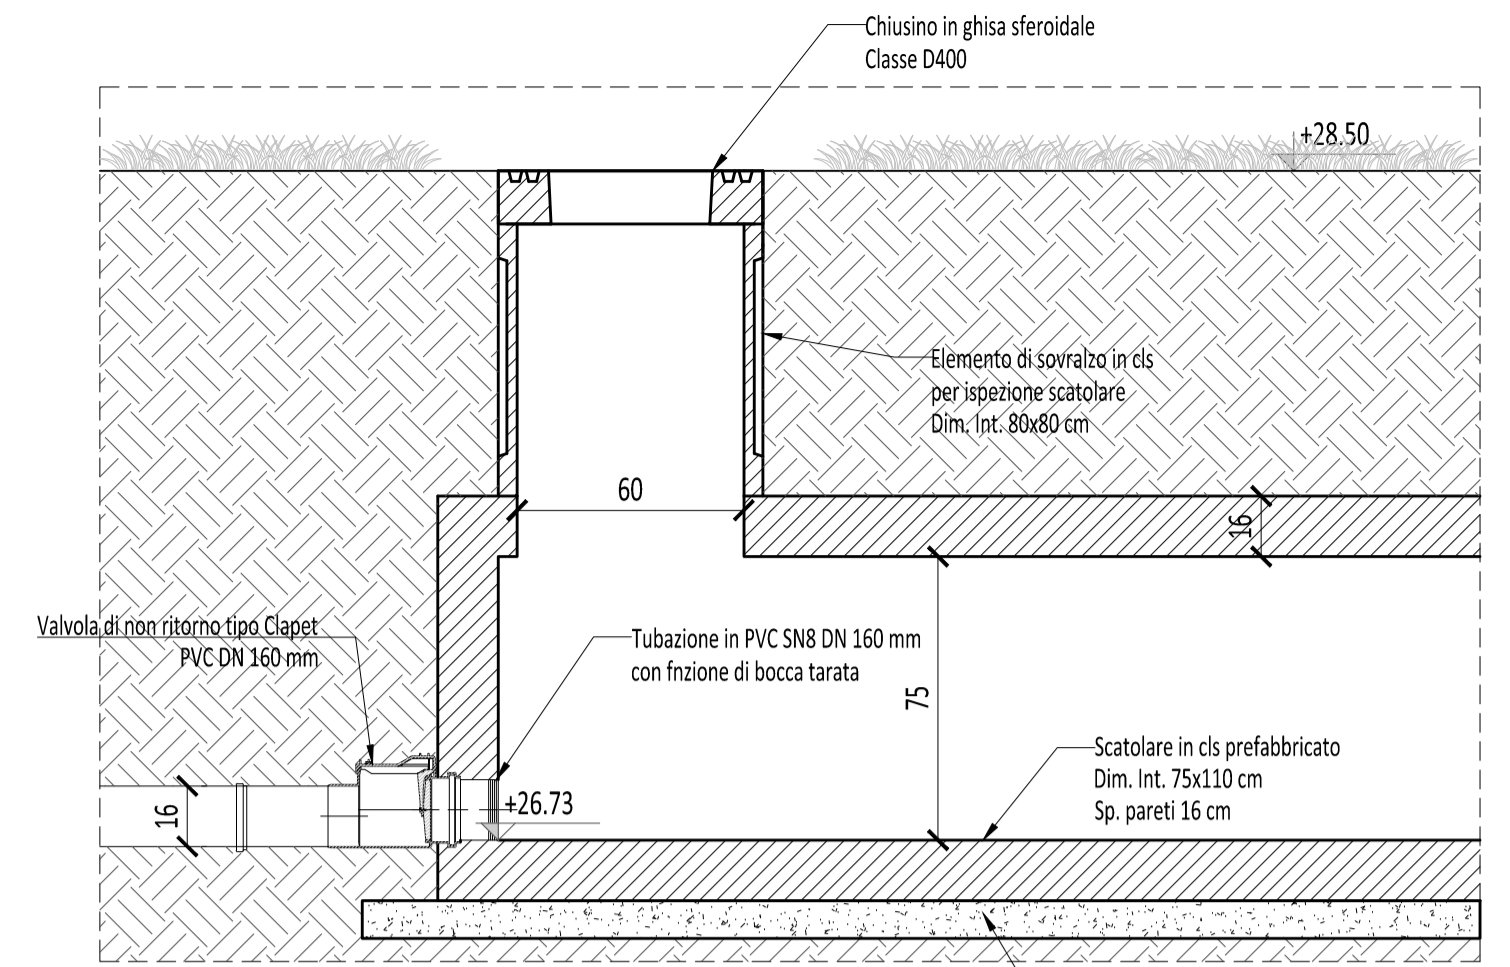 Chiusino in ghisa sferoidale
Classe D400
+28.50
Elemento di sovralzo in cls
per ispezione scatolare
Dim. Int. 80x80 cm
60
16
Valvola di non ritorno tipo Clapet
PVC DN 160 mm
Tubazione in PVC SN8 DN 160 mm
con fnzione di bocca tarata
75
Scatolare in cls prefabbricato
Dim. Int. 75x110 cm
Sp. pareti 16 cm
16
+26.73